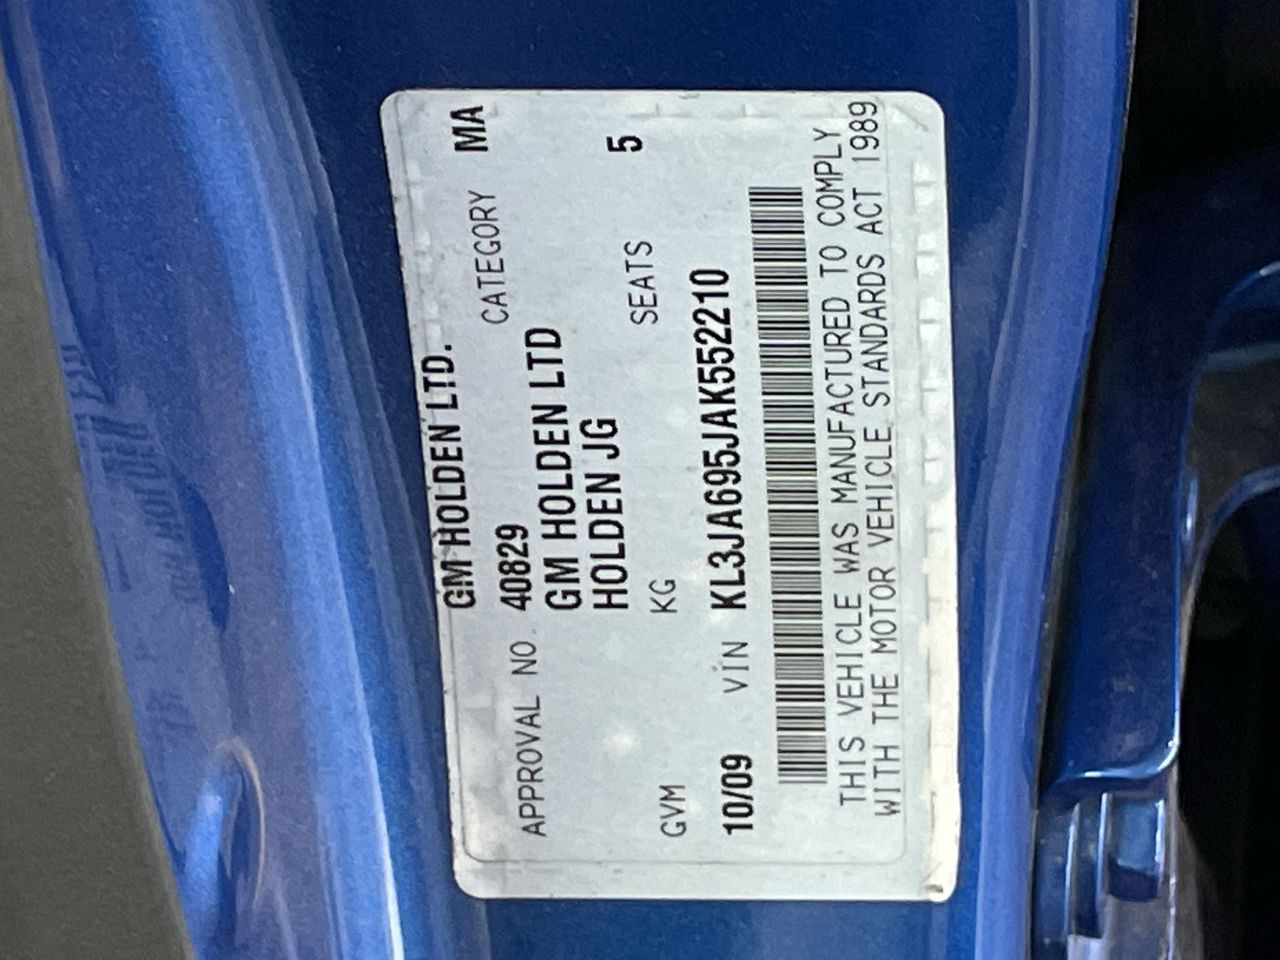 GM HOLDEN LTD.
APPROVAL NO. 40829 CATEGORY MA
GM HOLDEN LTD
HOLDEN JG
GVM KG SEATS 5
10/09 VIN KL3JA695JAK552210
THIS VEHICLE WAS MANUFACTURED TO COMPLY
WITH THE MOTOR VEHICLE STANDARDS ACT 1989